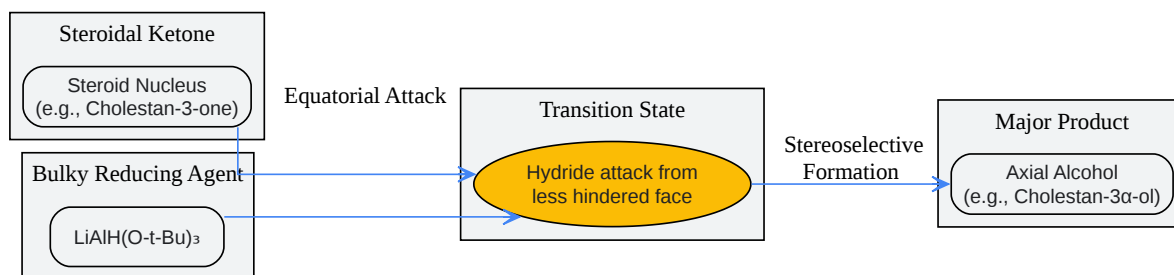 Steroidal Ketone
Steroid Nucleus
(e.g., Cholestan-3-one)
Bulky Reducing Agent
LiAlH(O-t-Bu)₃
Equatorial Attack
Transition State
Hydride attack from
less hindered face
Stereoselective
Formation
Major Product
Axial Alcohol
(e.g., Cholestan-3α-ol)